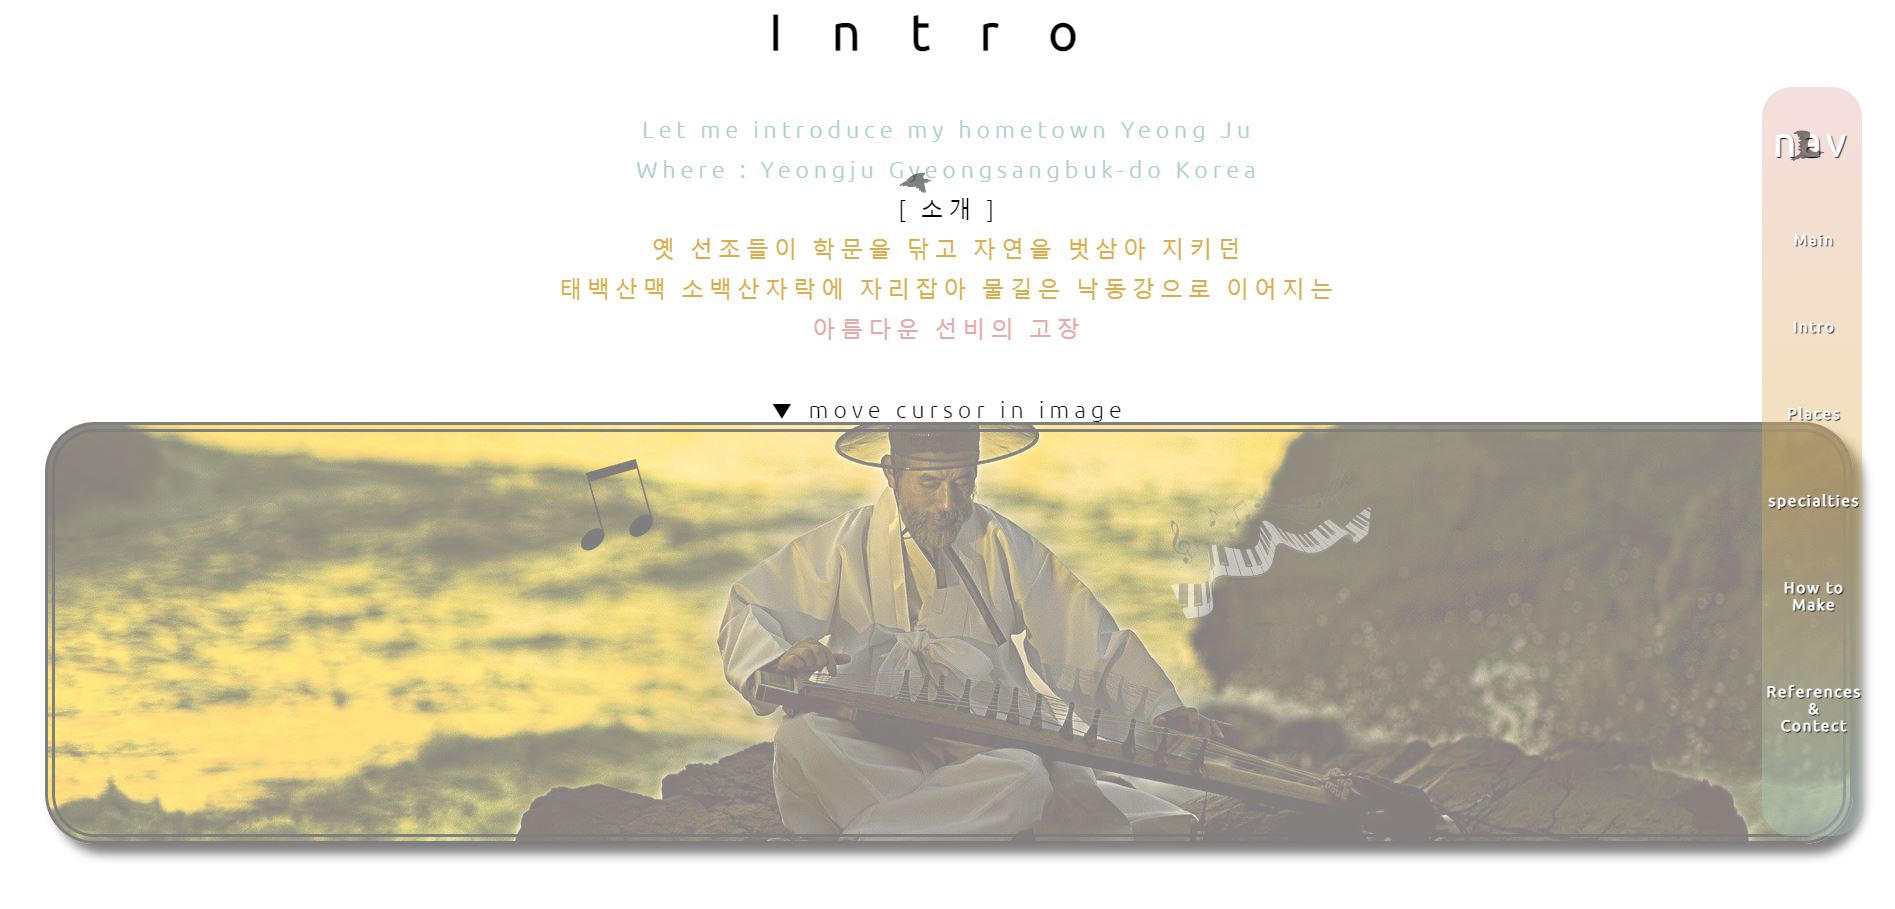 Intro
Let me introduce my hometown Yeong Ju
Where : Yeongju Gyeongsangbuk-do Korea
[ 소개 ]
옛 선조들이 학문을 닦고 자연을 벗삼아 지키던
태백산맥 소백산자락에 자리잡아 물길은 낙동강으로 이어지는
아름다운 선비의 고장
▼ move cursor in image
nav
Main
Intro
Places
specialties
How to
Make
References
&
Contect